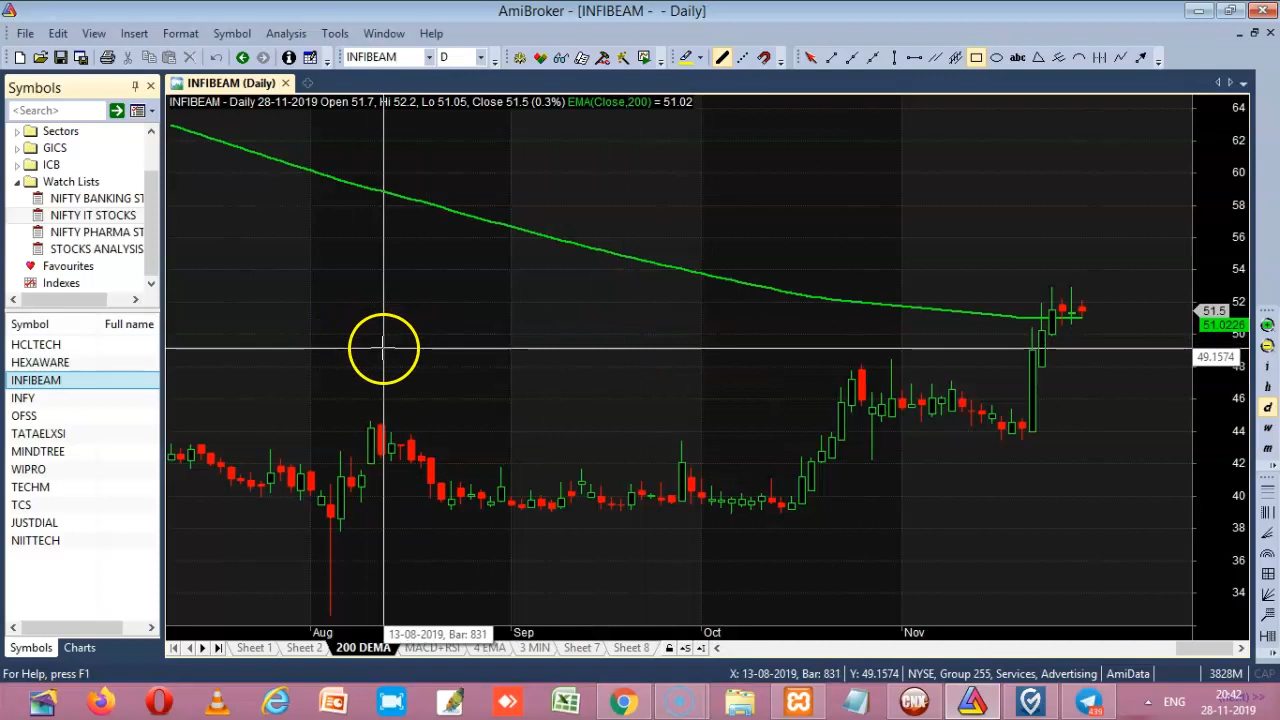 AmiBroker - [INFIBEAM - - Daily]
File Edit View Insert Format Symbol Analysis Tools Window Help
INFIBEAM D abc
Symbols
<Search>
Sectors
GICS
ICB
Watch Lists
NIFTY BANKING ST
NIFTY IT STOCKS
NIFTY PHARMA ST
STOCKS ANALYSIS
Favourites
Indexes
Symbol Full name
HCLTECH
HEXAWARE
INFIBEAM
INFY
OFSS
TATAELXSI
MINDTREE
WIPRO
TECHM
TCS
JUSTDIAL
NIITTECH
Symbols Charts
INFIBEAM (Daily)
INFIBEAM - Daily 28-11-2019 Open 51.7, Hi 52.2, Lo 51.05, Close 51.5 (0.3%) EMA(Close,200) = 51.02
64
62
60
58
56
54
52
51.5
51.0226
50
49.1574
48
46
44
42
40
38
36
34
Aug Sep Oct Nov
13-08-2019, Bar: 831
Sheet 1 Sheet 2 200 DEMA MACD+RSI 4 EMA 3 MIN Sheet 7 Sheet 8
i
h
d
w
m
For Help, press F1
X: 13-08-2019, Bar: 831 Y: 49.1574 NYSE, Group 255, Services, Advertising AmiData 3828M CAP
CNX
439
ENG
20:42
28-11-2019